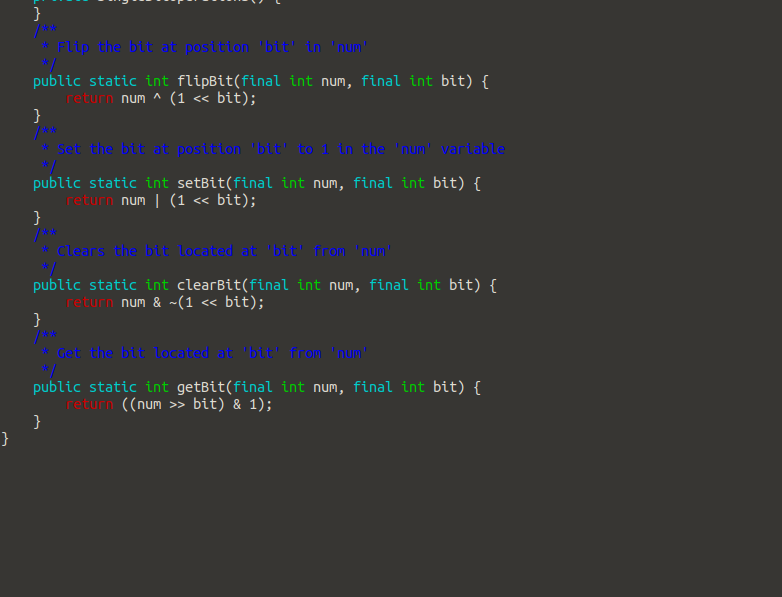 }
    /**
     * Flip the bit at position 'bit' in 'num'
     */
    public static int flipBit(final int num, final int bit) {
        return num ^ (1 << bit);
    }
    /**
     * Set the bit at position 'bit' to 1 in the 'num' variable
     */
    public static int setBit(final int num, final int bit) {
        return num | (1 << bit);
    }
    /**
     * Clears the bit located at 'bit' from 'num'
     */
    public static int clearBit(final int num, final int bit) {
        return num & ~(1 << bit);
    }
    /**
     * Get the bit located at 'bit' from 'num'
     */
    public static int getBit(final int num, final int bit) {
        return ((num >> bit) & 1);
    }
}